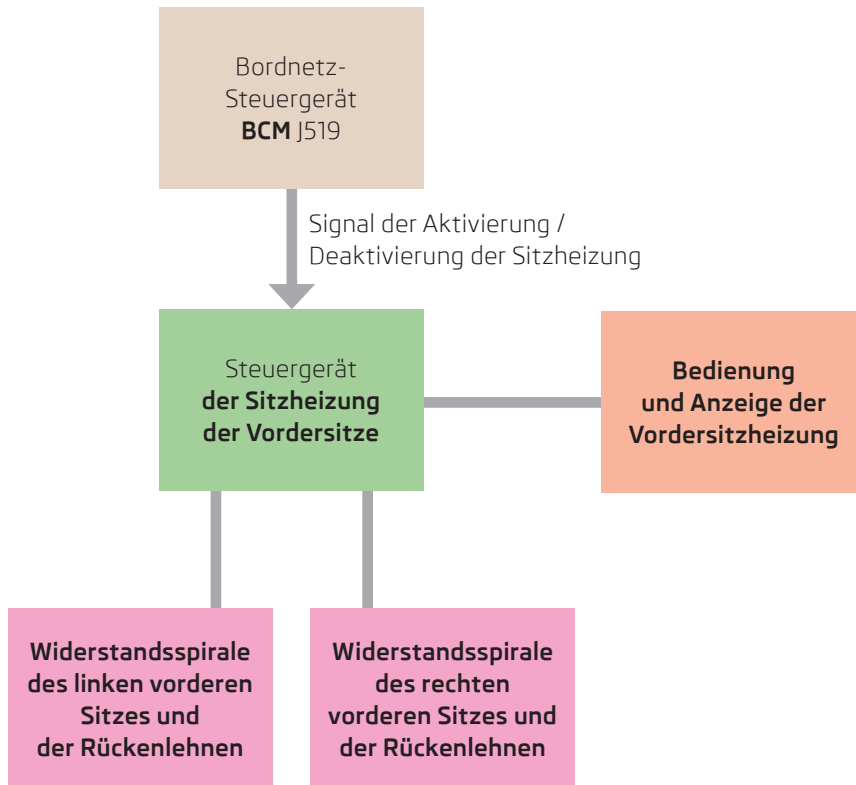 Bordnetz-
Steuergerät
BCM J519
Signal der Aktivierung /
Deaktivierung der Sitzheizung
Steuergerät
der Sitzheizung
der Vordersitze
Bedienung
und Anzeige der
Vordersitzheizung
Widerstandsspirale
des linken vorderen
Sitzes und
der Rückenlehnen
Widerstandsspirale
des rechten
vorderen Sitzes und
der Rückenlehnen